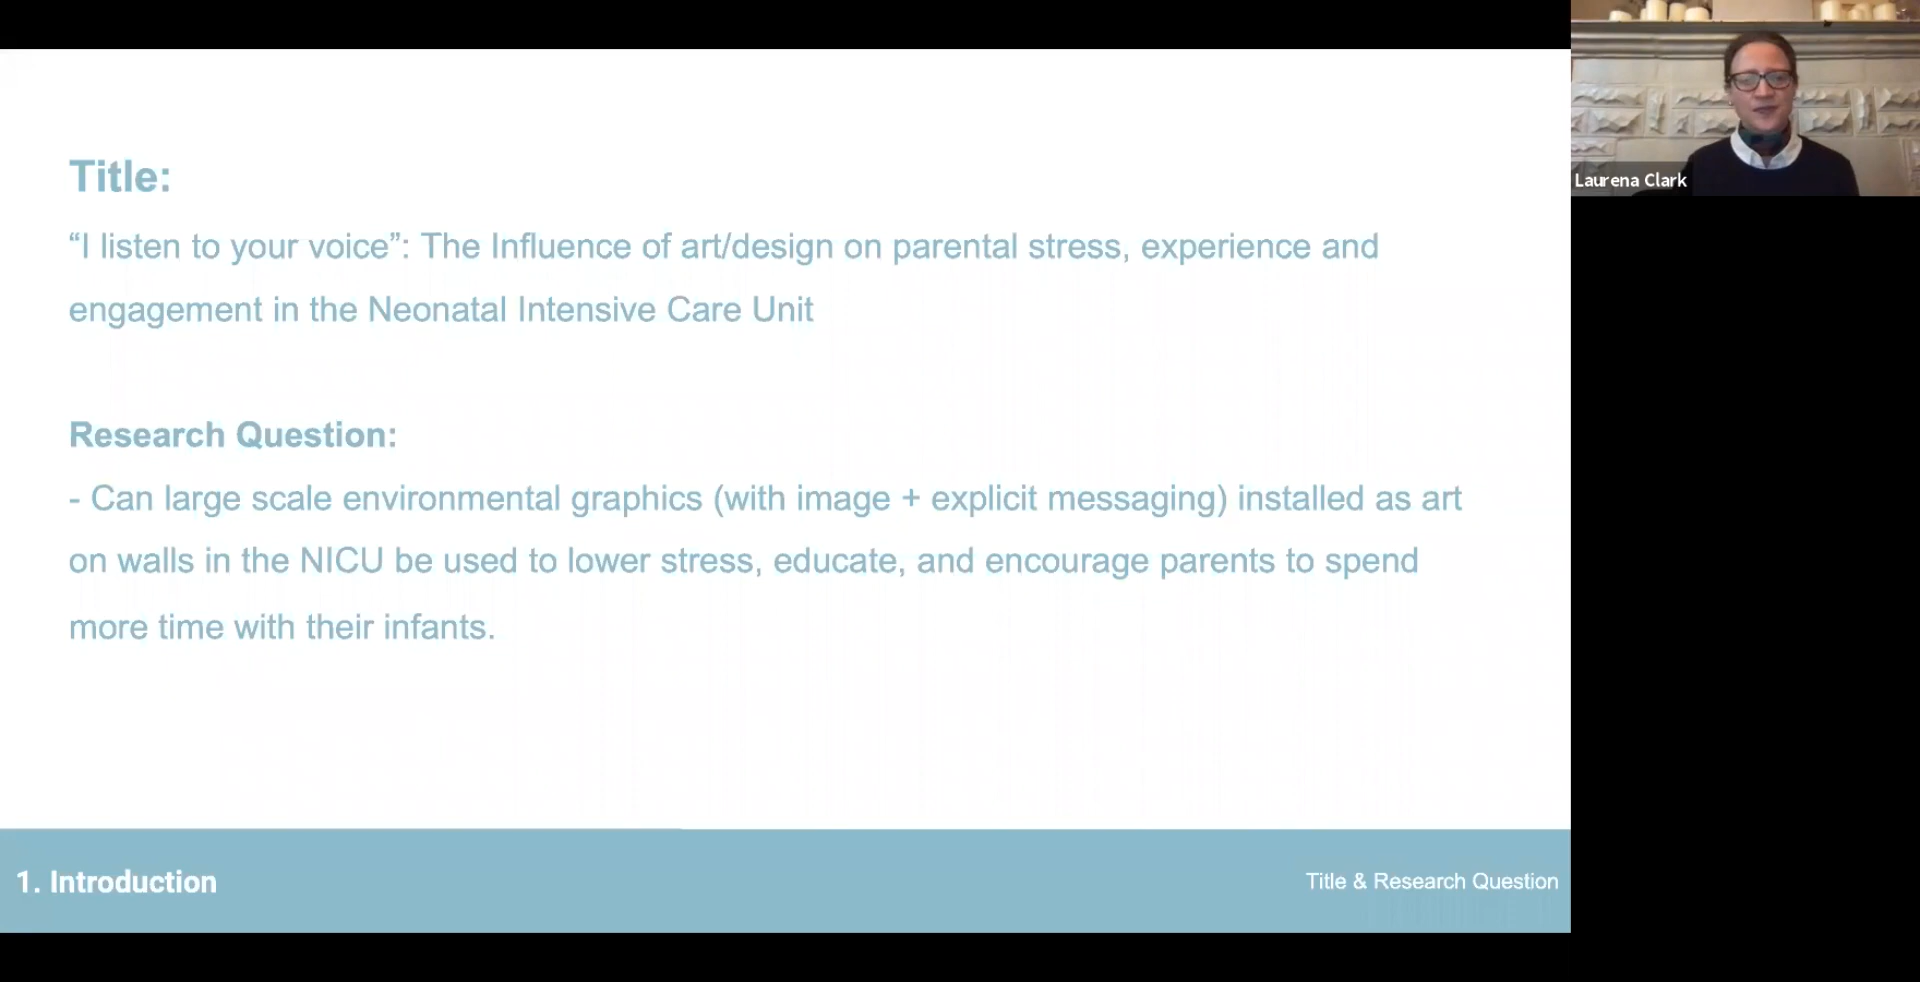 Title:
“I listen to your voice”: The Influence of art/design on parental stress, experience and
engagement in the Neonatal Intensive Care Unit
Research Question:
- Can large scale environmental graphics (with image + explicit messaging) installed as art
on walls in the NICU be used to lower stress, educate, and encourage parents to spend
more time with their infants.
1. Introduction
Title & Research Question
Laurena Clark